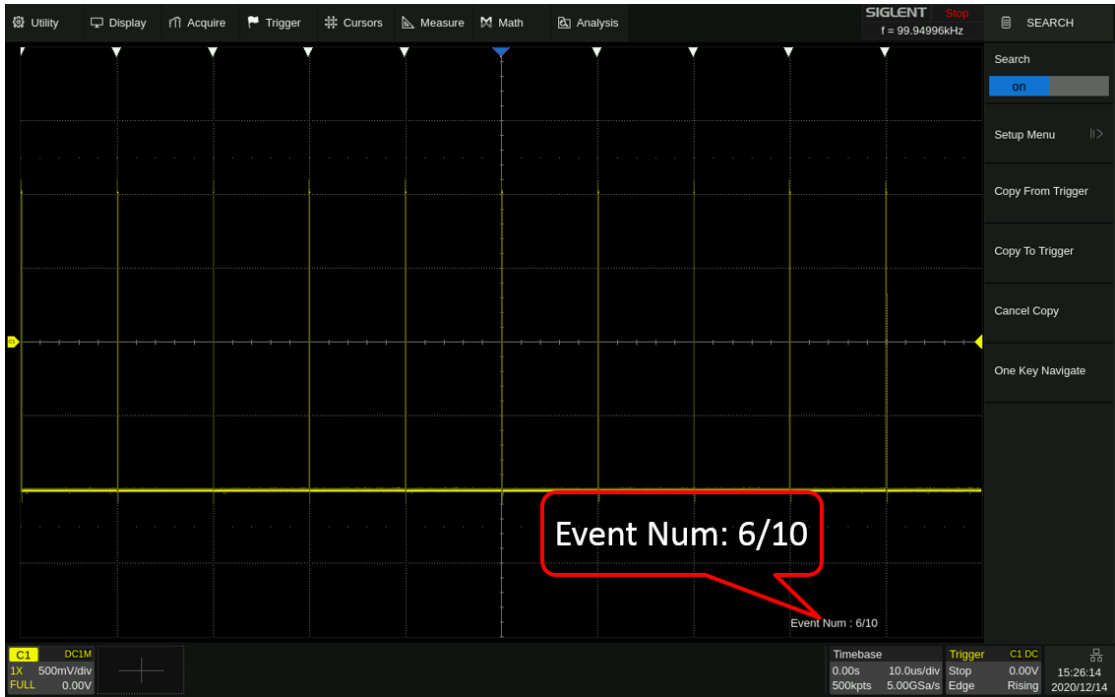 Utility Display Acquire Trigger Cursors Measure Math Analysis
SIGLENT Stop
f = 99.94996kHz
SEARCH
Search
on
Setup Menu
Copy From Trigger
Copy To Trigger
Cancel Copy
One Key Navigate
C1
Event Num: 6/10
Event Num : 6/10
C1 DC1M
1X 500mV/div
FULL 0.00V
Timebase
0.00s 10.0us/div
500kpts 5.00GSa/s
Trigger C1 DC
Stop 0.00V
Edge Rising
15:26:14
2020/12/14